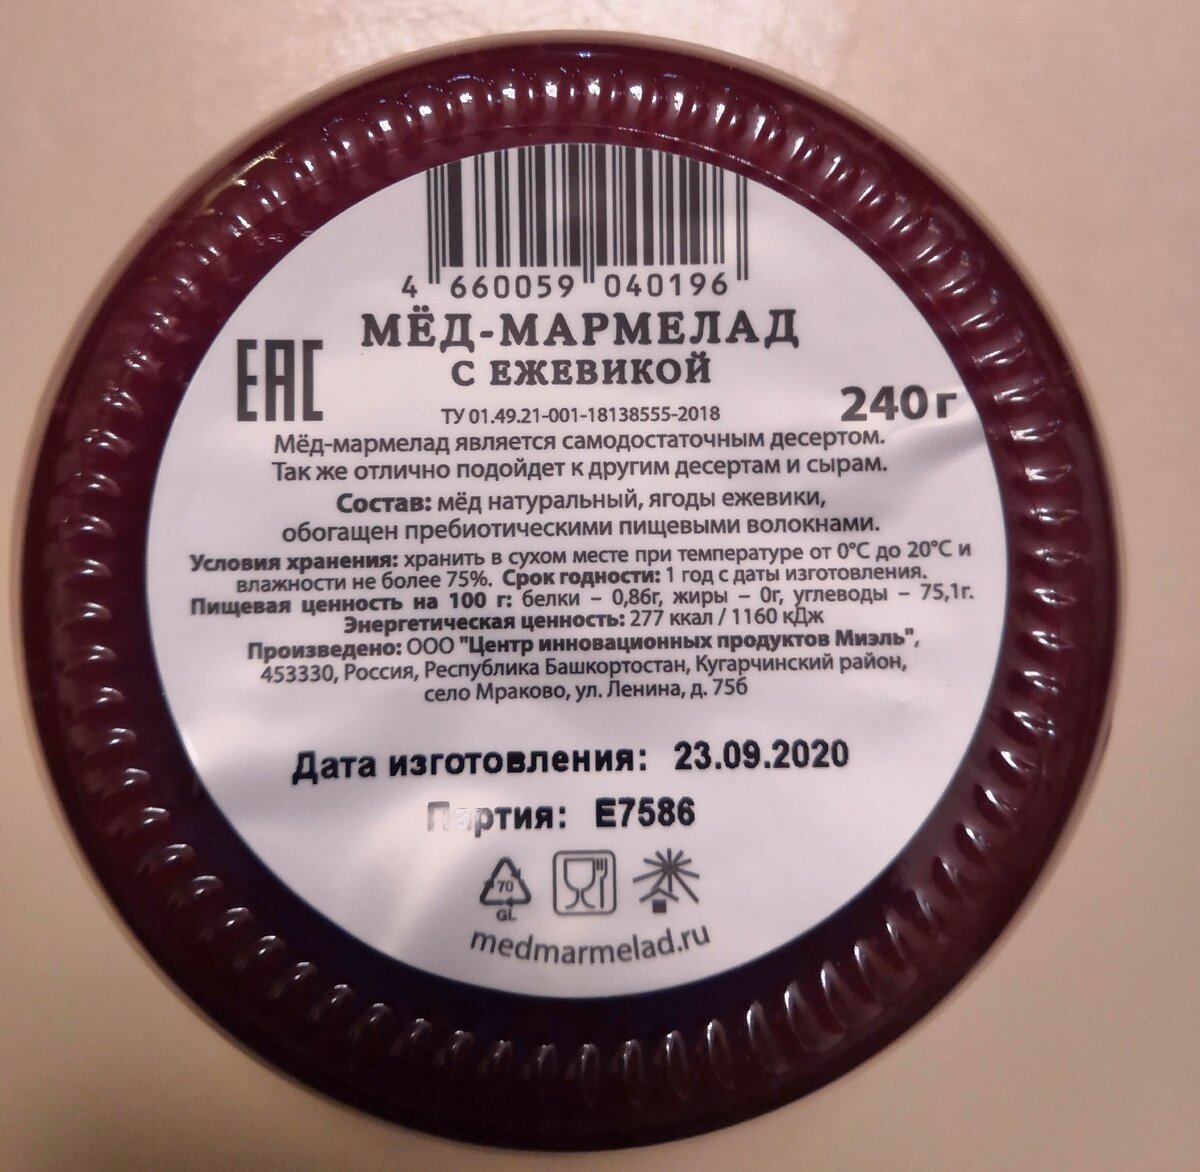 4 660059 040196
МЁД-МАРМЕЛАД
С ЕЖЕВИКОЙ
EAC
240г
ТУ 01.49.21-001-18138555-2018
Мёд-мармелад является самодостаточным десертом.
Так же отлично подойдет к другим десертам и сырам.
Состав: мёд натуральный, ягоды ежевики,
обогащен пребиотическими пищевыми волокнами.
Условия хранения: хранить в сухом месте при температуре от 0°С до 20°С и
влажности не более 75%. Срок годности: 1 год с даты изготовления.
Пищевая ценность на 100 г: белки – 0,86г, жиры – 0г, углеводы – 75,1г.
Энергетическая ценность: 277 ккал / 1160 кДж
Произведено: ООО "Центр инновационных продуктов Миэль",
453330, Россия, Республика Башкортостан, Кугарчинский район,
село Мраково, ул. Ленина, д. 75б
Дата изготовления: 23.09.2020
Партия: E7586
70
GL
medmarmelad.ru